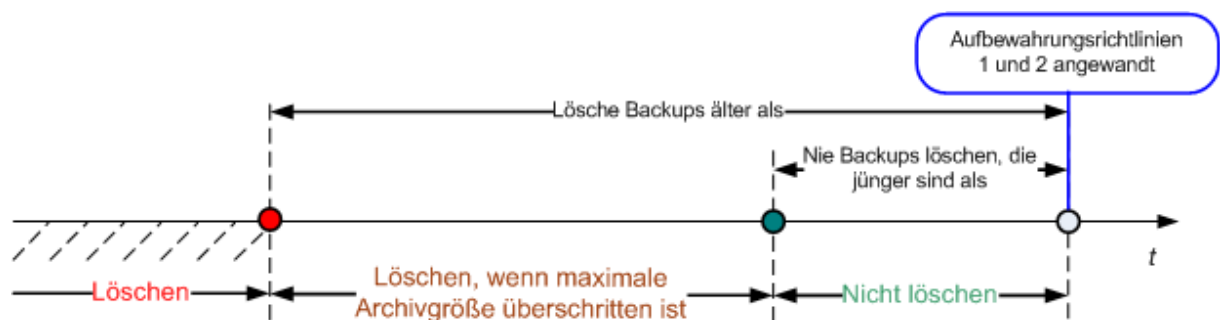 Aufbewahrungsrichtlinien
1 und 2 angewandt
Lösche Backups älter als
Nie Backups löschen, die
jünger sind als
t
Löschen
Löschen, wenn maximale
Archivgröße überschritten ist
Nicht löschen